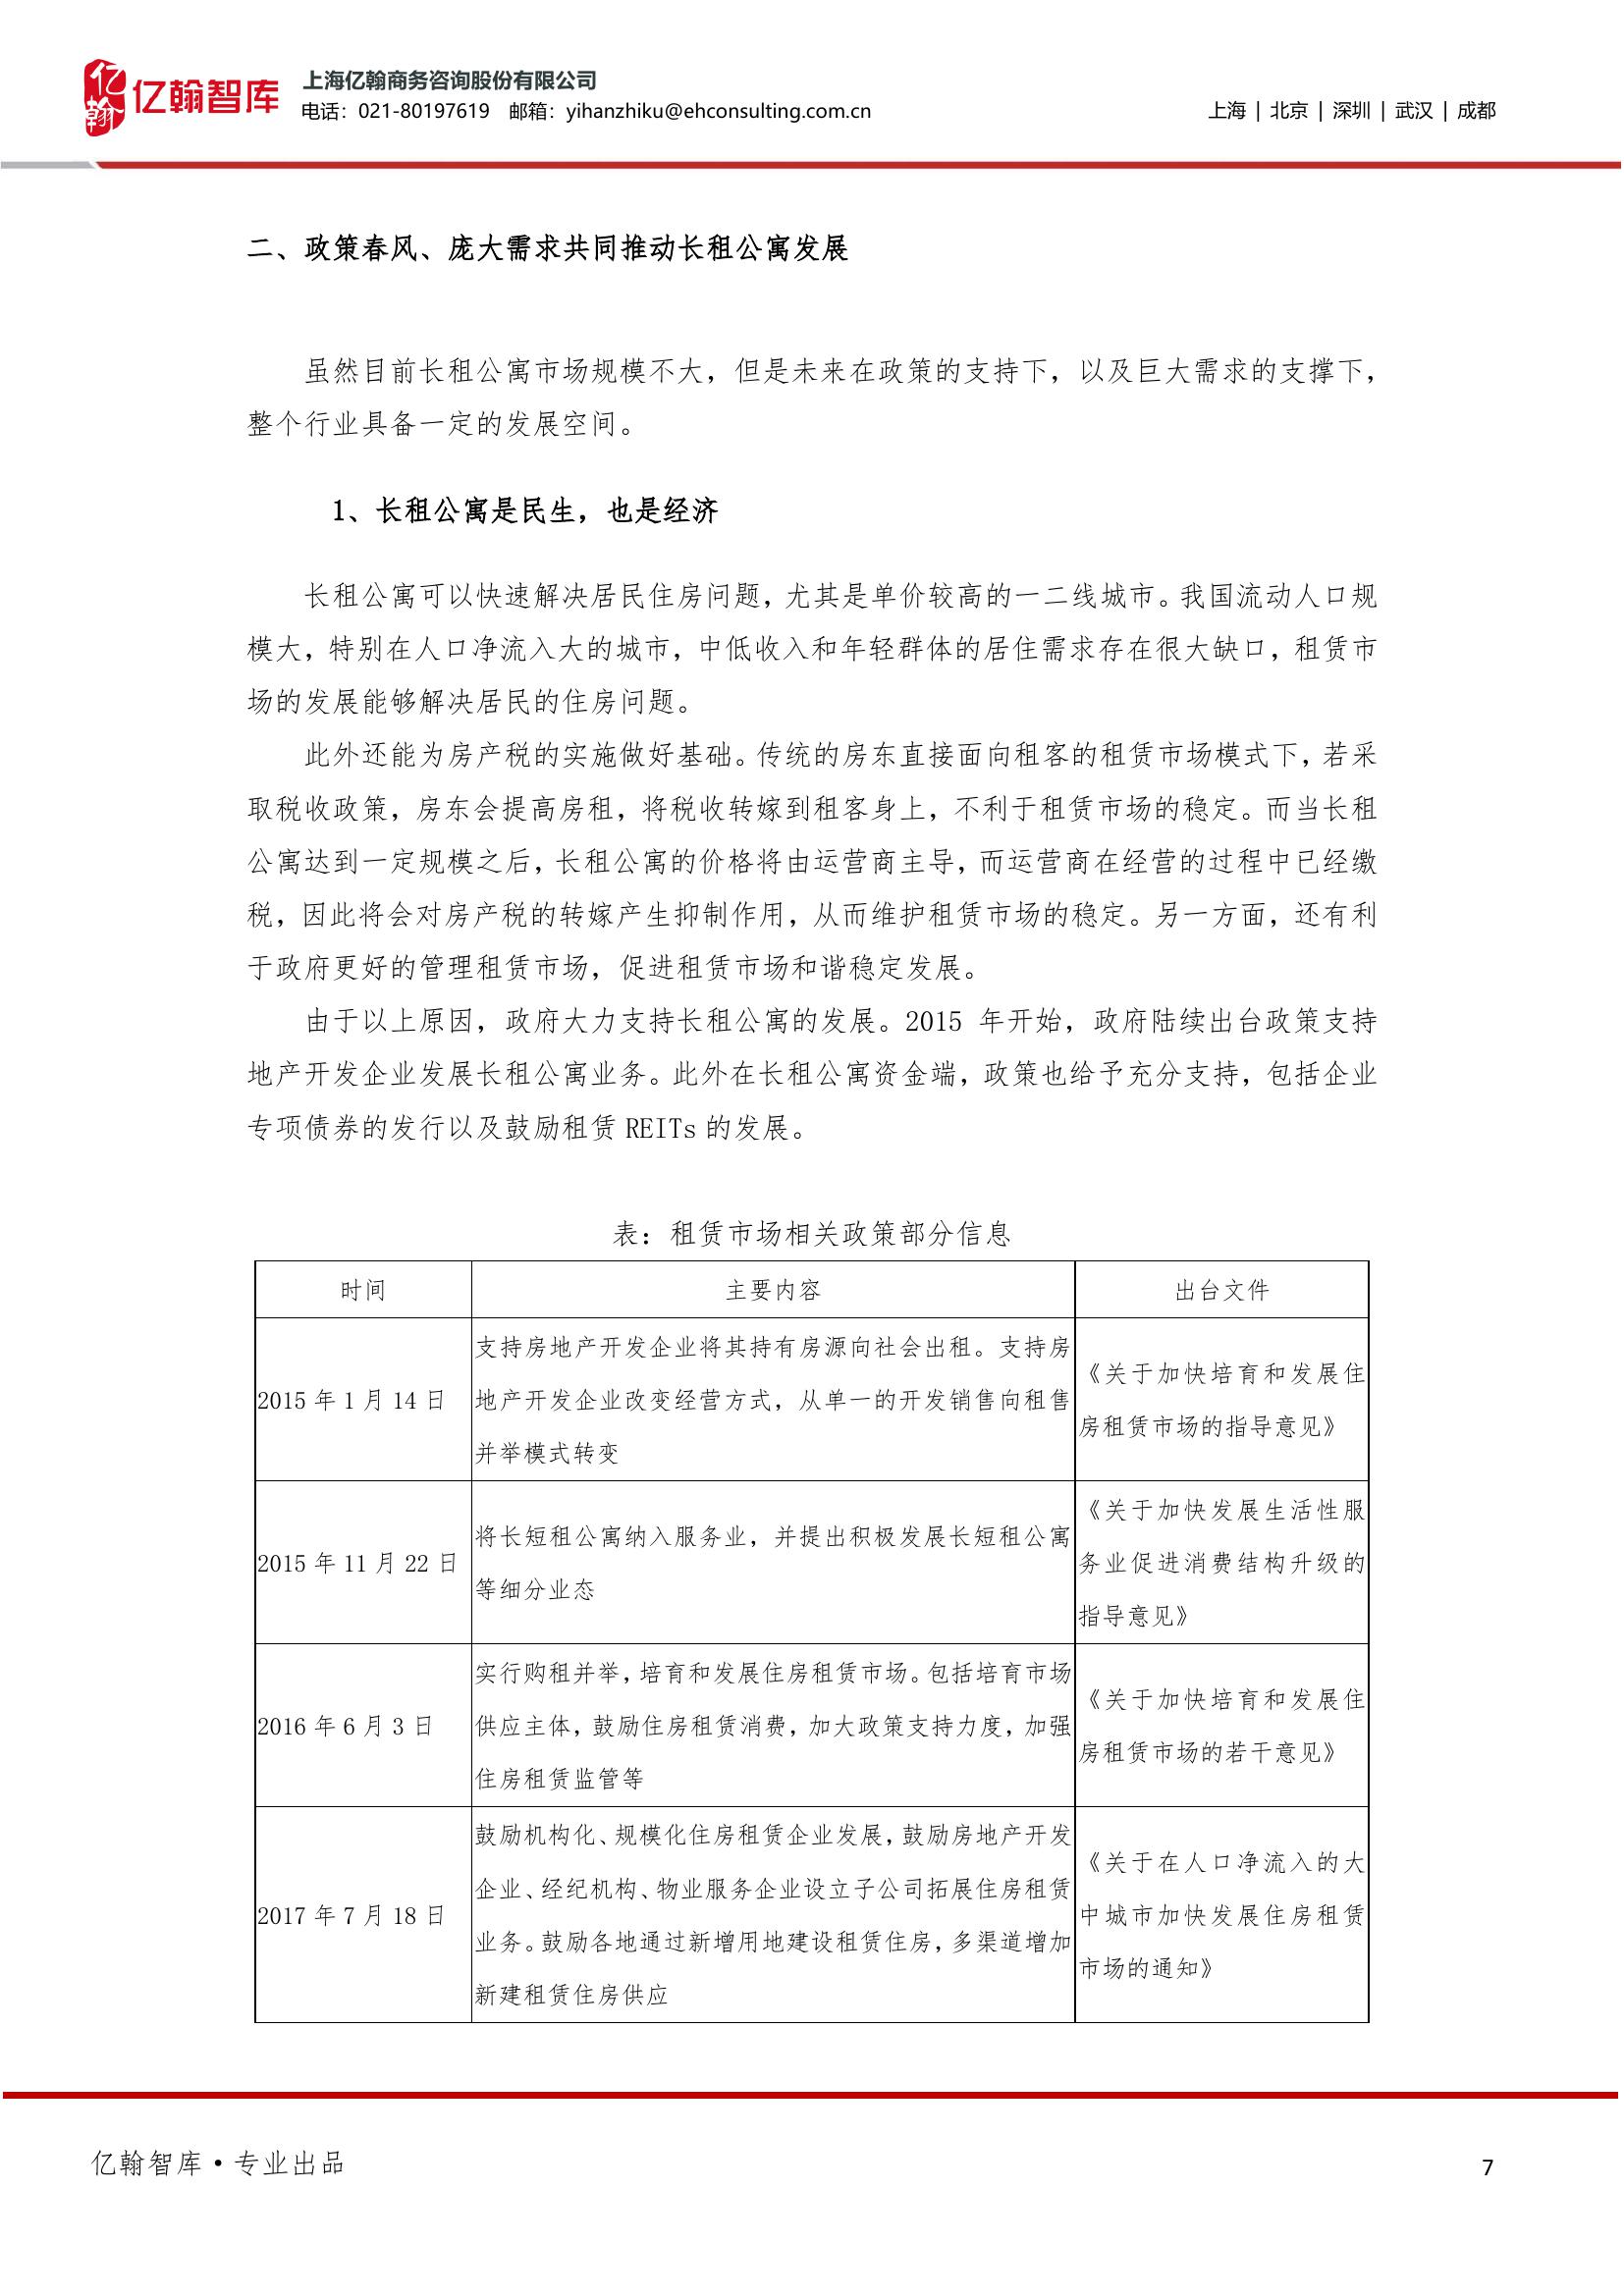 亿翰
亿翰智库
上海亿翰商务咨询股份有限公司
电话：021-80197619 邮箱：yihanzhiku@ehconsulting.com.cn
上海 | 北京 | 深圳 | 武汉 | 成都
二、政策春风、庞大需求共同推动长租公寓发展
虽然目前长租公寓市场规模不大，但是未来在政策的支持下，以及巨大需求的支撑下，
整个行业具备一定的发展空间。
1、长租公寓是民生，也是经济
长租公寓可以快速解决居民住房问题，尤其是单价较高的一二线城市。我国流动人口规
模大，特别在人口净流入大的城市，中低收入和年轻群体的居住需求存在很大缺口，租赁市
场的发展能够解决居民的住房问题。
此外还能为房产税的实施做好基础。传统的房东直接面向租客的租赁市场模式下，若采
取税收政策，房东会提高房租，将税收转嫁到租客身上，不利于租赁市场的稳定。而当长租
公寓达到一定规模之后，长租公寓的价格将由运营商主导，而运营商在经营的过程中已经缴
税，因此将会对房产税的转嫁产生抑制作用，从而维护租赁市场的稳定。另一方面，还有利
于政府更好的管理租赁市场，促进租赁市场和谐稳定发展。
由于以上原因，政府大力支持长租公寓的发展。2015 年开始，政府陆续出台政策支持
地产开发企业发展长租公寓业务。此外在长租公寓资金端，政策也给予充分支持，包括企业
专项债券的发行以及鼓励租赁 REITs 的发展。
表：租赁市场相关政策部分信息
时间 主要内容 出台文件
2015 年 1 月 14 日
支持房地产开发企业将其持有房源向社会出租。支持房
地产开发企业改变经营方式，从单一的开发销售向租售
并举模式转变
《关于加快培育和发展住
房租赁市场的指导意见》
2015 年 11 月 22 日
将长短租公寓纳入服务业，并提出积极发展长短租公寓
等细分业态
《关于加快发展生活性服
务业促进消费结构升级的
指导意见》
2016 年 6 月 3 日
实行购租并举，培育和发展住房租赁市场。包括培育市场
供应主体，鼓励住房租赁消费，加大政策支持力度，加强
住房租赁监管等
《关于加快培育和发展住
房租赁市场的若干意见》
2017 年 7 月 18 日
鼓励机构化、规模化住房租赁企业发展，鼓励房地产开发
企业、经纪机构、物业服务企业设立子公司拓展住房租赁
业务。鼓励各地通过新增用地建设租赁住房，多渠道增加
新建租赁住房供应
《关于在人口净流入的大
中城市加快发展住房租赁
市场的通知》
亿翰智库•专业出品
7